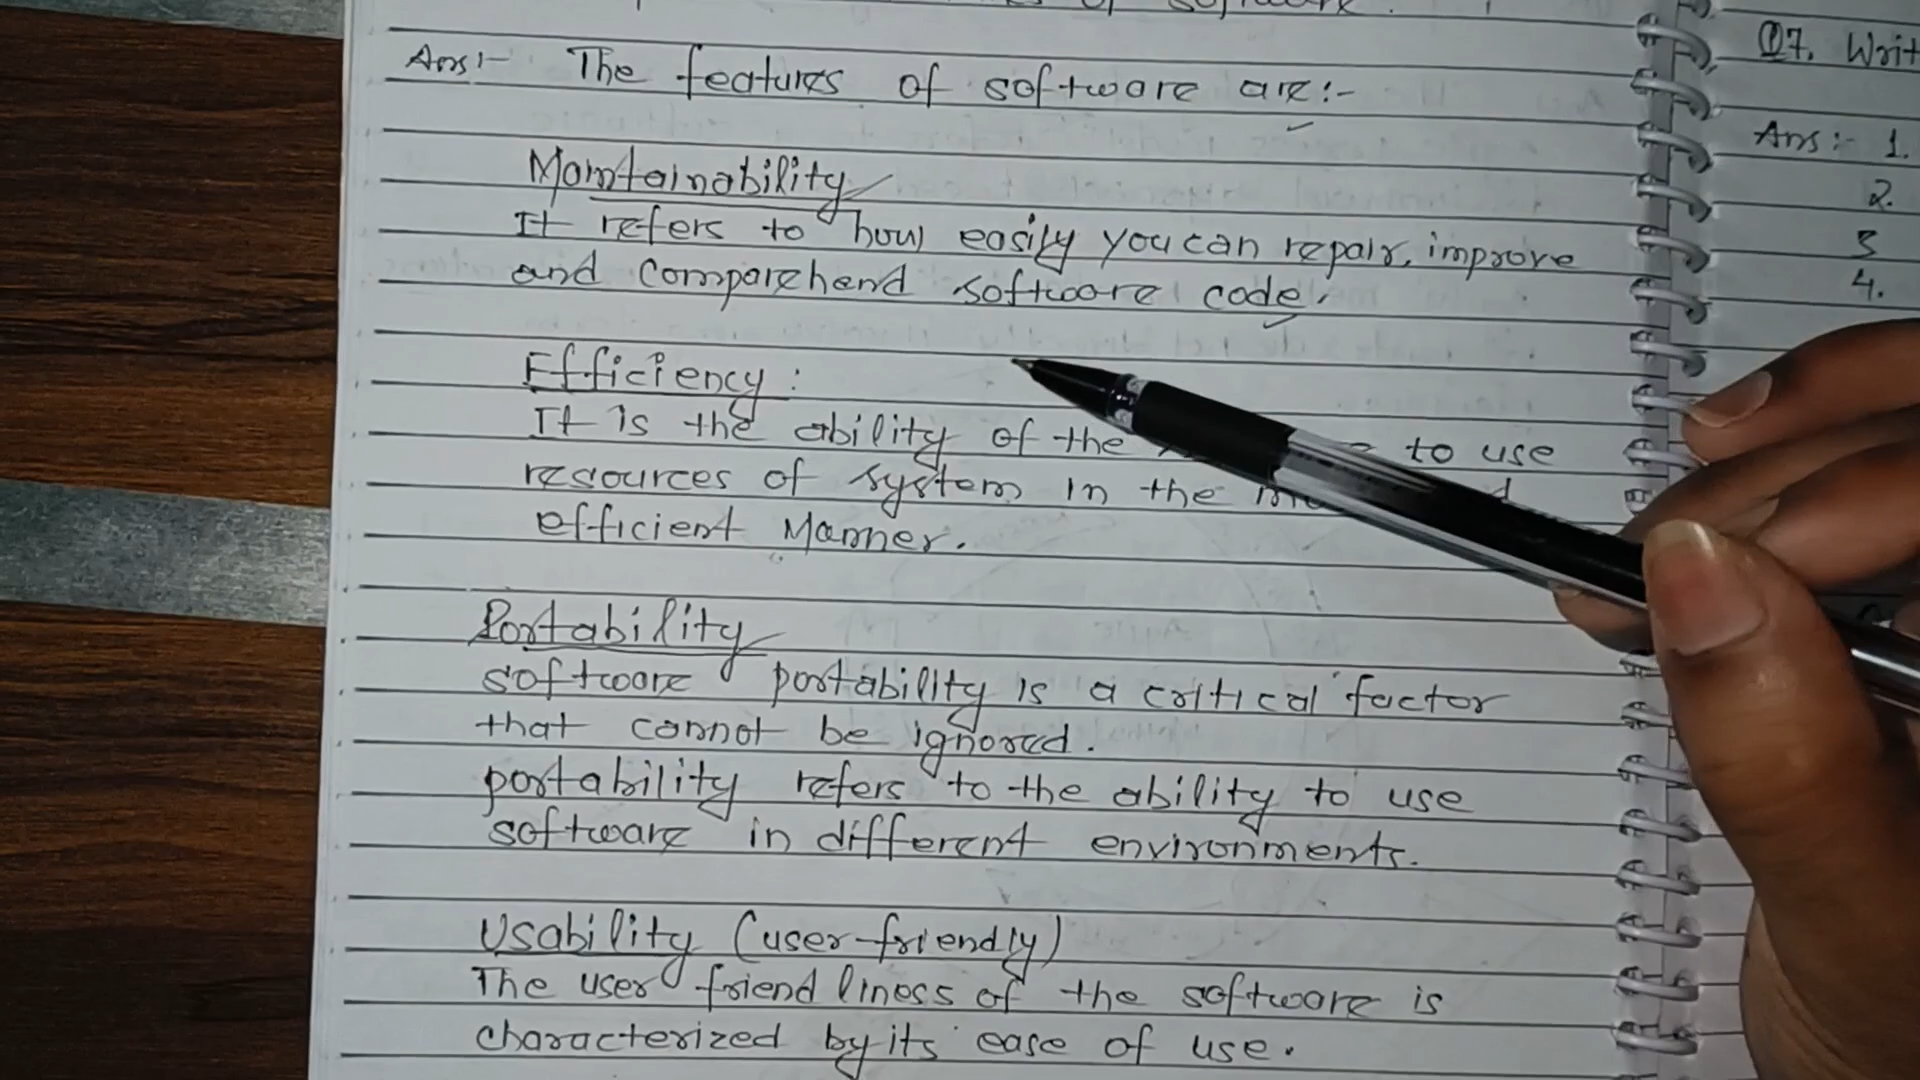 of software.
Ans:- The features of software are:-
Maintainability
It refers to how easily you can repair, improve
and comparehend software code.
Efficiency:
It is the ability of the to use
resources of system in the
efficient Manner.
Portability
software portability is a critical factor
that cannot be ignored.
portability refers to the ability to use
software in different environments.
Usability (user-friendly)
The user friendliness of the software is
characterized by its ease of use.
Q7. Writ
Ans:- 1.
2.
3
4.